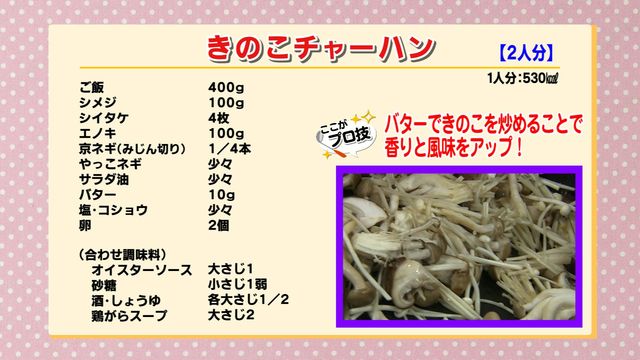 きのこチャーハン
【2人分】
1人分：530㎉
ご飯 400g
シメジ 100g
シイタケ 4枚
エノキ 100g
京ネギ(みじん切り) 1／4本
やっこネギ 少々
サラダ油 少々
バター 10g
塩・コショウ 少々
卵 2個
（合わせ調味料）
オイスターソース 大さじ1
砂糖 小さじ1弱
酒・しょうゆ 各大さじ1／2
鶏がらスープ 大さじ2
ここが
プロ技
バターできのこを炒めることで
香りと風味をアップ！